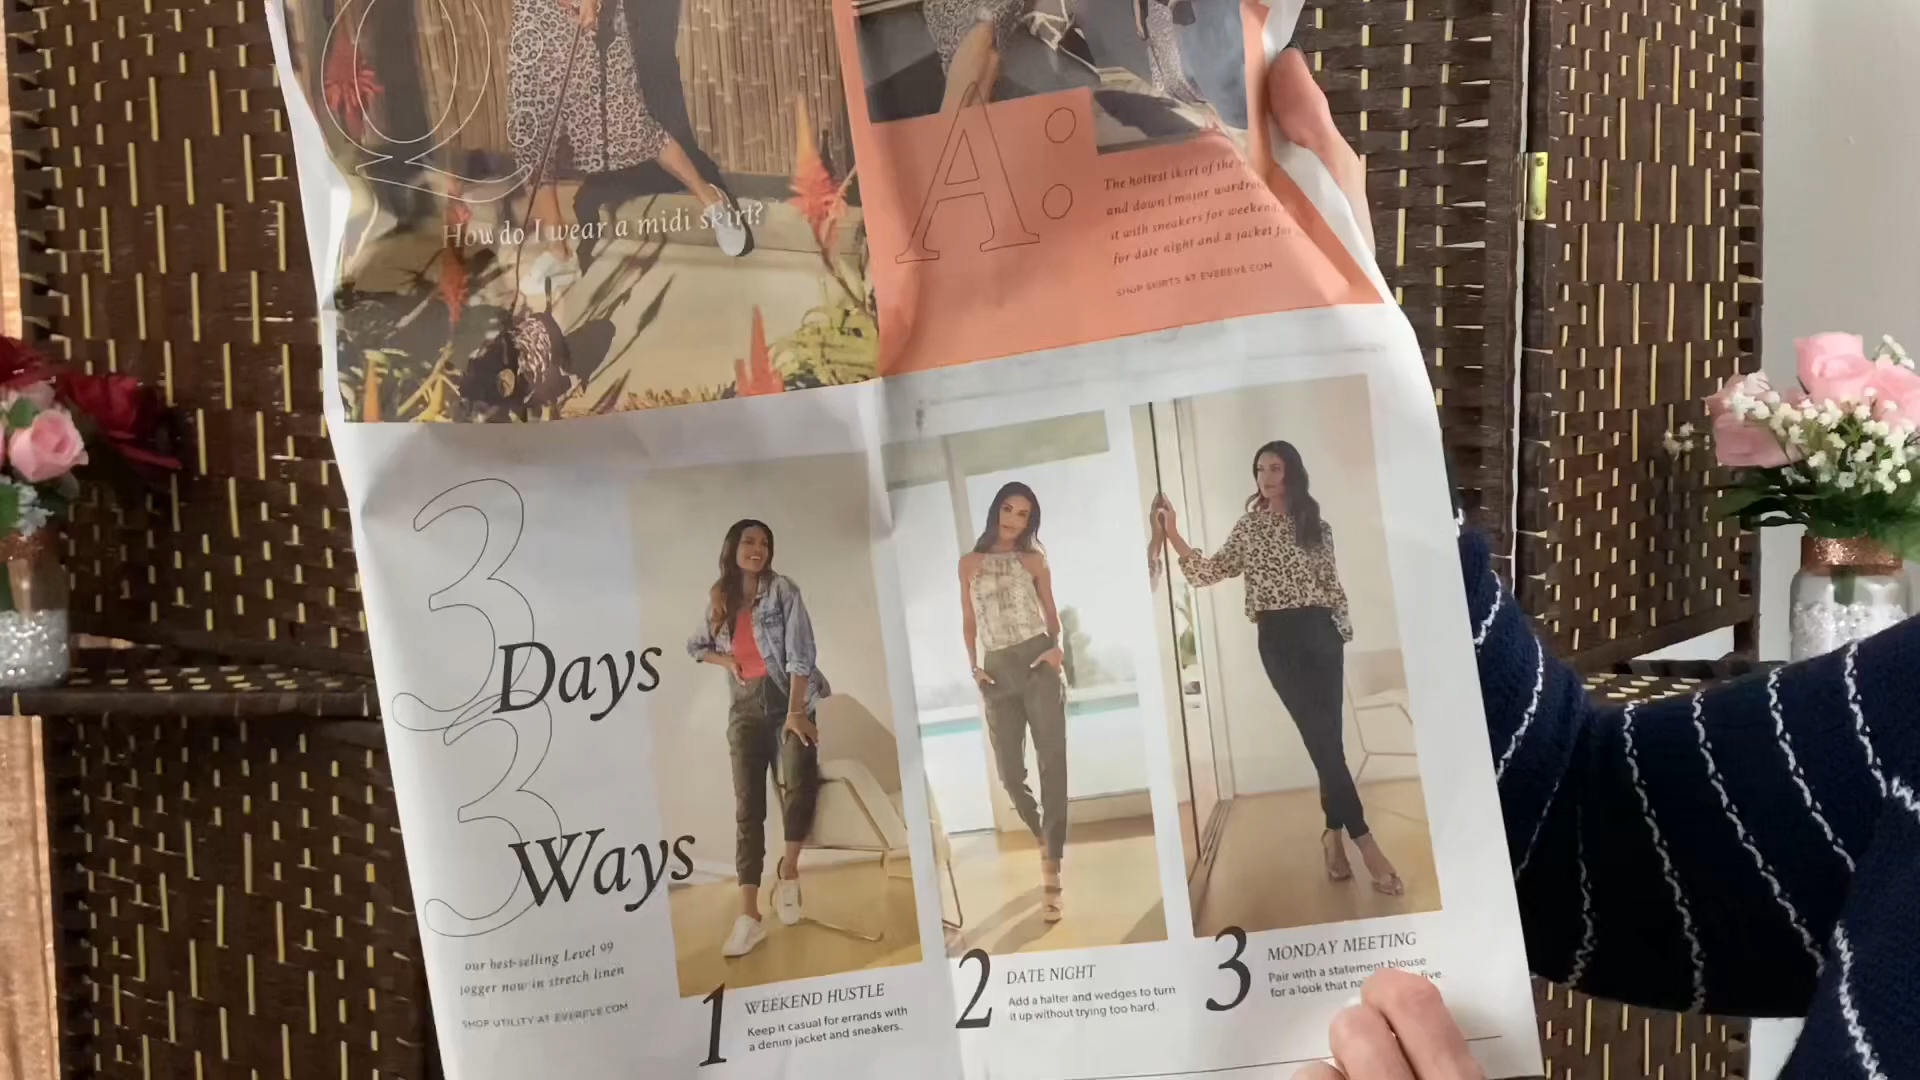 Q:
How do I wear a midi skirt?
A:
The hottest skirt of the
and down (major wardro
it with sneakers for weekend,
for date night and a jacket for
SHOP SKIRTS AT EVEREVE.COM
3
Days
3
Ways
our best-selling Level 99
jogger now in stretch linen
SHOP UTILITY AT EVEREVE.COM
1 WEEKEND HUSTLE
Keep it casual for errands with
a denim jacket and sneakers.
2 DATE NIGHT
Add a halter and wedges to turn
it up without trying too hard.
3 MONDAY MEETING
Pair with a statement blouse
for a look that na five.